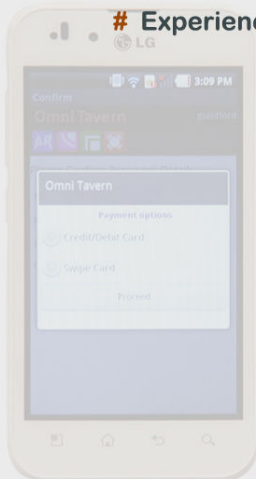 # Experienc
LG
3:09 PM
Confirm
Omni Tavern
Omni Tavern
Payment options
Credit/Debit Card
Swipe Card
Proceed